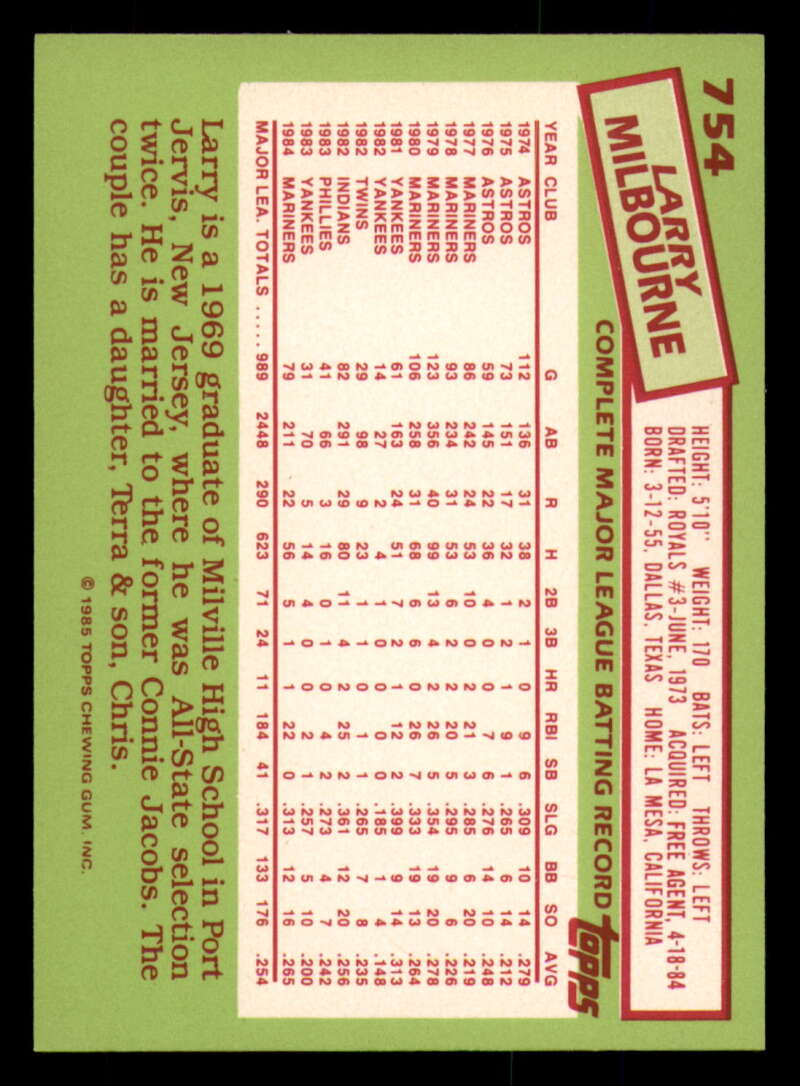 754
LARRY
MILBOURNE
HEIGHT: 5'10" WEIGHT: 170 BATS: LEFT THROWS: LEFT
DRAFTED: ROYALS #3-JUNE, 1973 ACQUIRED: FREE AGENT, 4-18-84
BORN: 3-12-55, DALLAS, TEXAS HOME: LA MESA, CALIFORNIA
COMPLETE MAJOR LEAGUE BATTING RECORD topps
YEAR CLUB G AB R H 2B 3B HR RBI SB SLG BB SO AVG
1974 ASTROS 112 136 31 38 2 1 0 9 6 .309 10 14 .279
1975 ASTROS 73 151 17 32 1 2 1 9 1 .265 6 14 .212
1976 ASTROS 59 145 22 36 4 0 0 7 6 .276 14 10 .248
1977 MARINERS 86 242 24 53 10 0 2 21 3 .285 6 20 .219
1978 MARINERS 93 234 31 53 6 2 2 20 5 .295 9 6 .226
1979 MARINERS 123 356 40 99 13 4 2 26 5 .354 19 20 .278
1980 MARINERS 106 258 31 68 6 6 0 26 7 .333 19 13 .264
1981 YANKEES 61 163 24 51 7 2 1 12 2 .399 9 14 .313
1982 YANKEES 14 27 2 4 1 0 0 0 0 .185 1 4 .148
1982 TWINS 29 98 9 23 1 1 0 1 1 .265 7 8 .235
1982 INDIANS 82 291 29 80 11 4 2 25 2 .361 12 20 .256
1983 PHILLIES 41 66 3 16 0 1 0 4 2 .273 4 7 .242
1983 YANKEES 31 70 5 14 4 0 0 2 1 .257 5 10 .200
1984 MARINERS 79 211 22 56 5 1 1 22 0 .313 12 16 .265
MAJOR LEA. TOTALS ..... 989 2448 290 623 71 24 11 184 41 .317 133 176 .254
Larry is a 1969 graduate of Milville High School in Port
Jervis, New Jersey, where he was All-State selection
twice. He is married to the former Connie Jacobs. The
couple has a daughter, Terra & son, Chris.
© 1985 TOPPS CHEWING GUM, INC.